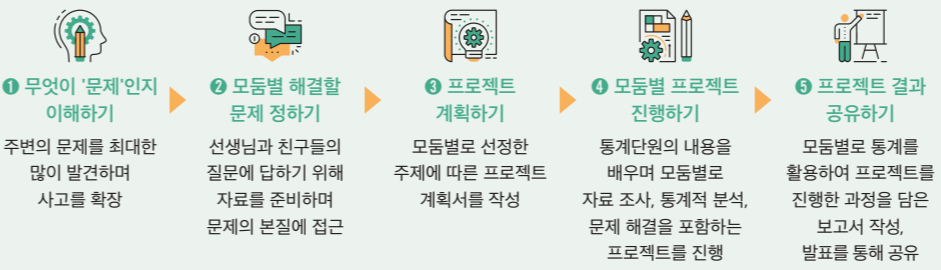 ❶ 무엇이 '문제'인지
이해하기
주변의 문제를 최대한
많이 발견하며
사고를 확장
❷ 모둠별 해결할
문제 정하기
선생님과 친구들의
질문에 답하기 위해
자료를 준비하며
문제의 본질에 접근
❸ 프로젝트
계획하기
모둠별로 선정한
주제에 따른 프로젝트
계획서를 작성
❹ 모둠별 프로젝트
진행하기
통계단원의 내용을
배우며 모둠별로
자료 조사, 통계적 분석,
문제 해결을 포함하는
프로젝트를 진행
❺ 프로젝트 결과
공유하기
모둠별로 통계를
활용하여 프로젝트를
진행한 과정을 담은
보고서 작성,
발표를 통해 공유